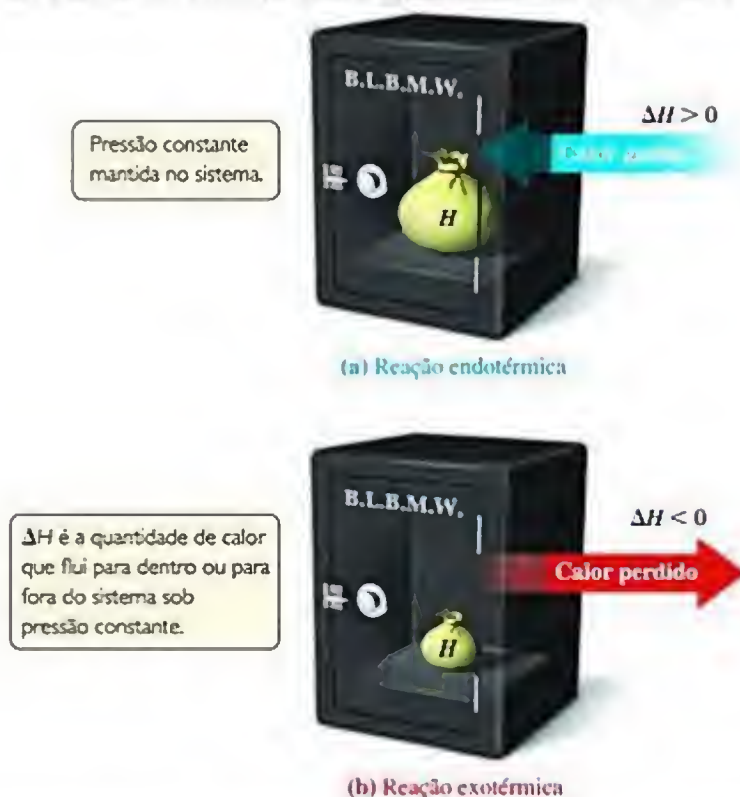 B.L.B.M.W.
ΔH > 0
Pressão constante
mantida no sistema.
H
(a) Reação endotérmica
B.L.B.M.W.
ΔH < 0
ΔH é a quantidade de calor
que flui para dentro ou para
fora do sistema sob
pressão constante.
Calor perdido
H
(b) Reação exotérmica